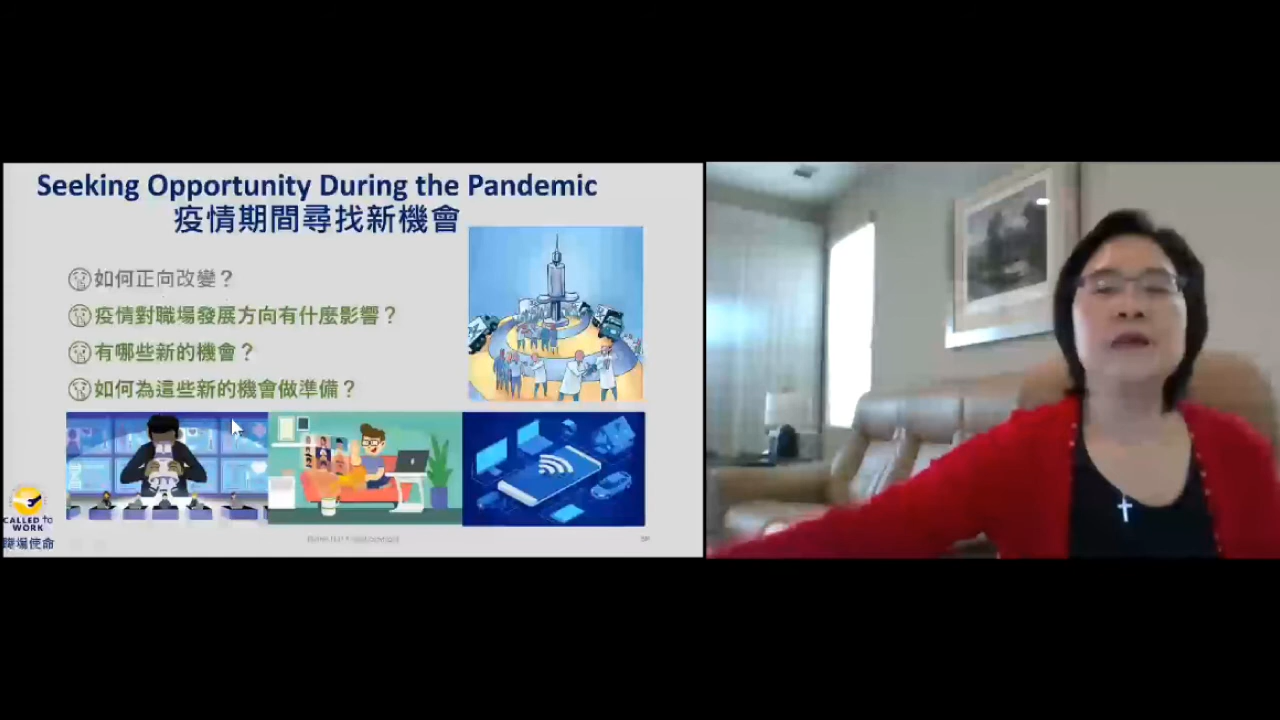 Seeking Opportunity During the Pandemic
疫情期間尋找新機會
如何正向改變？
疫情對職場發展方向有什麼影響？
有哪些新的機會？
如何為這些新的機會做準備？
CALLED to
WORK
職場使命